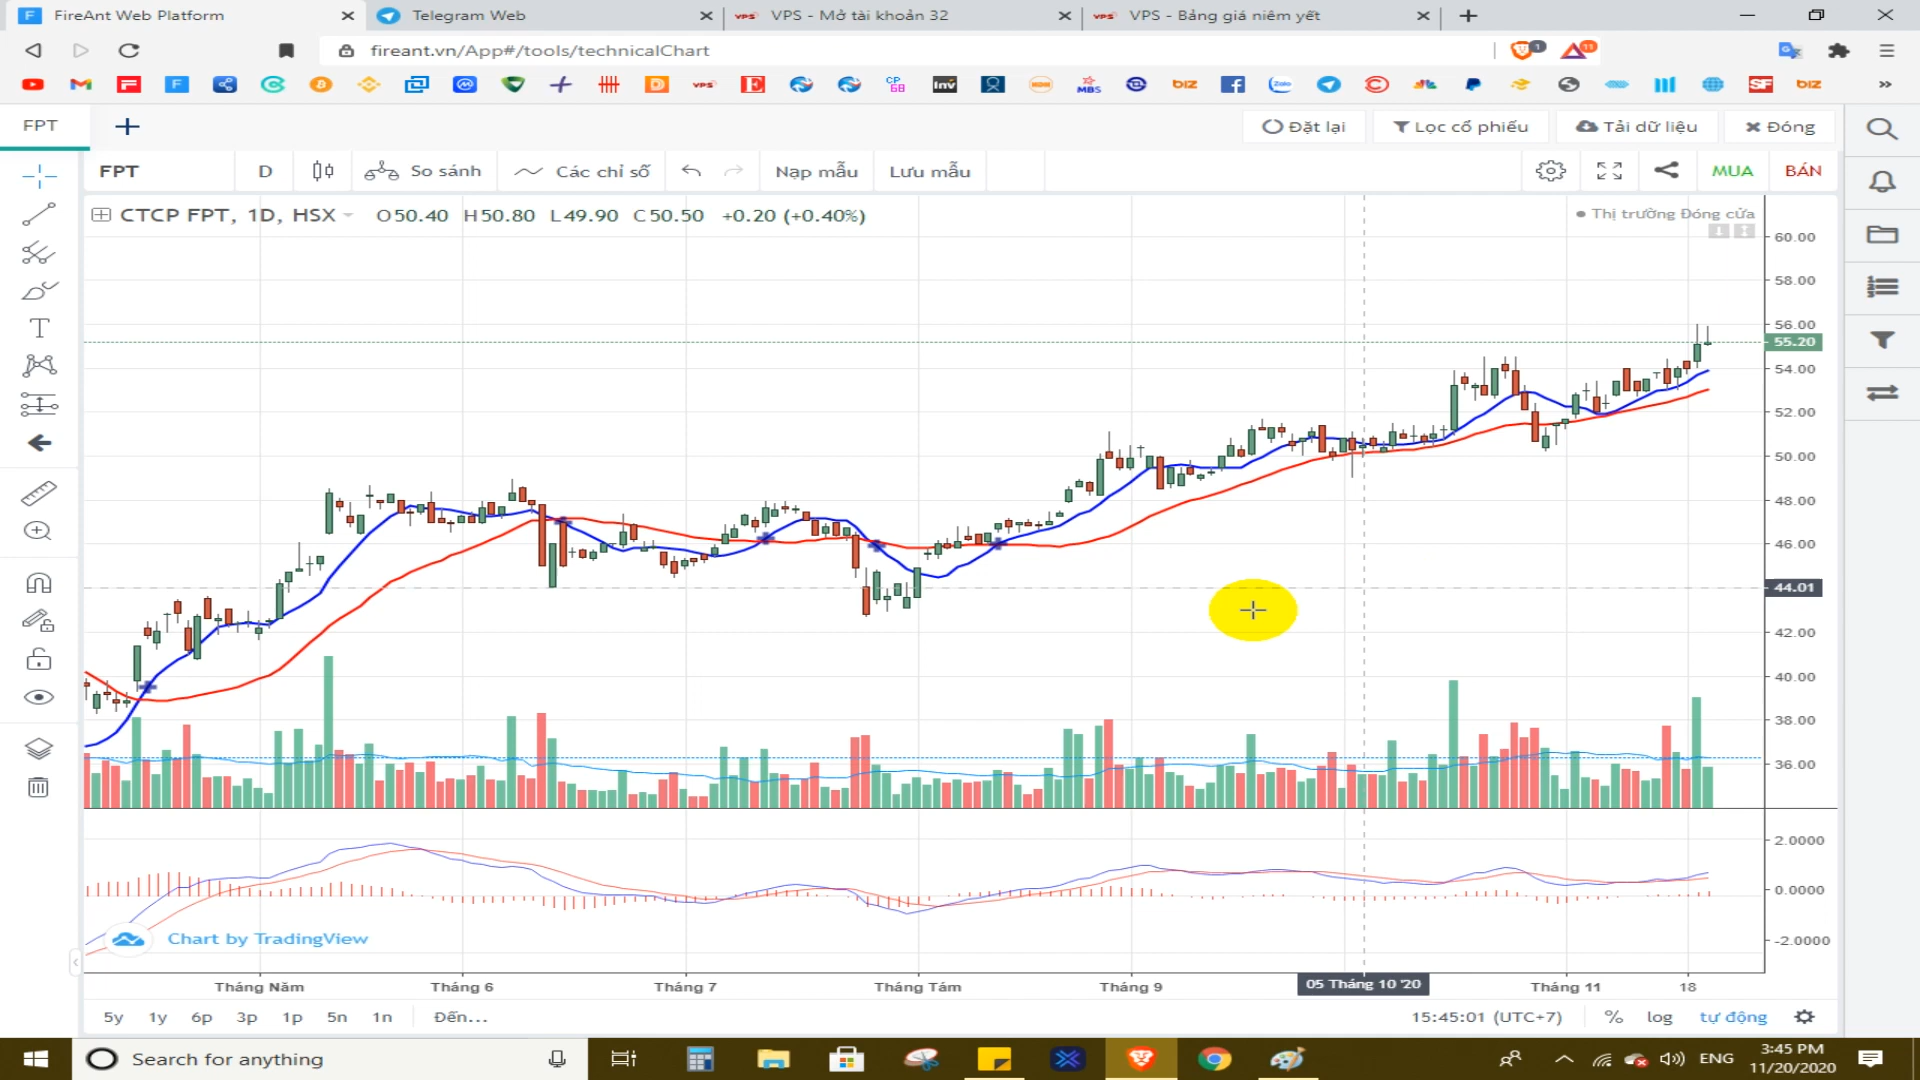 FireAnt Web Platform
Telegram Web
VPS - Mở tài khoản 32
VPS - Bảng giá niêm yết
fireant.vn/App#/tools/technicalChart
1
11
FPT
Đặt lại
Lọc cổ phiếu
Tải dữ liệu
Đóng
FPT
D
So sánh
Các chỉ số
Nạp mẫu
Lưu mẫu
MUA
BÁN
CTCP FPT, 1D, HSX
O50.40 H50.80 L49.90 C50.50 +0.20 (+0.40%)
Thị trường Đóng cửa
60.00
58.00
56.00
55.20
54.00
52.00
50.00
48.00
46.00
44.01
42.00
40.00
38.00
36.00
2.0000
0.0000
-2.0000
Chart by TradingView
Tháng Năm
Tháng 6
Tháng 7
Tháng Tám
Tháng 9
05 Tháng 10 '20
Tháng 11
18
5y 1y 6p 3p 1p 5n 1n Đến...
15:45:01 (UTC+7)
%
log
tự động
Search for anything
ENG
3:45 PM
11/20/2020